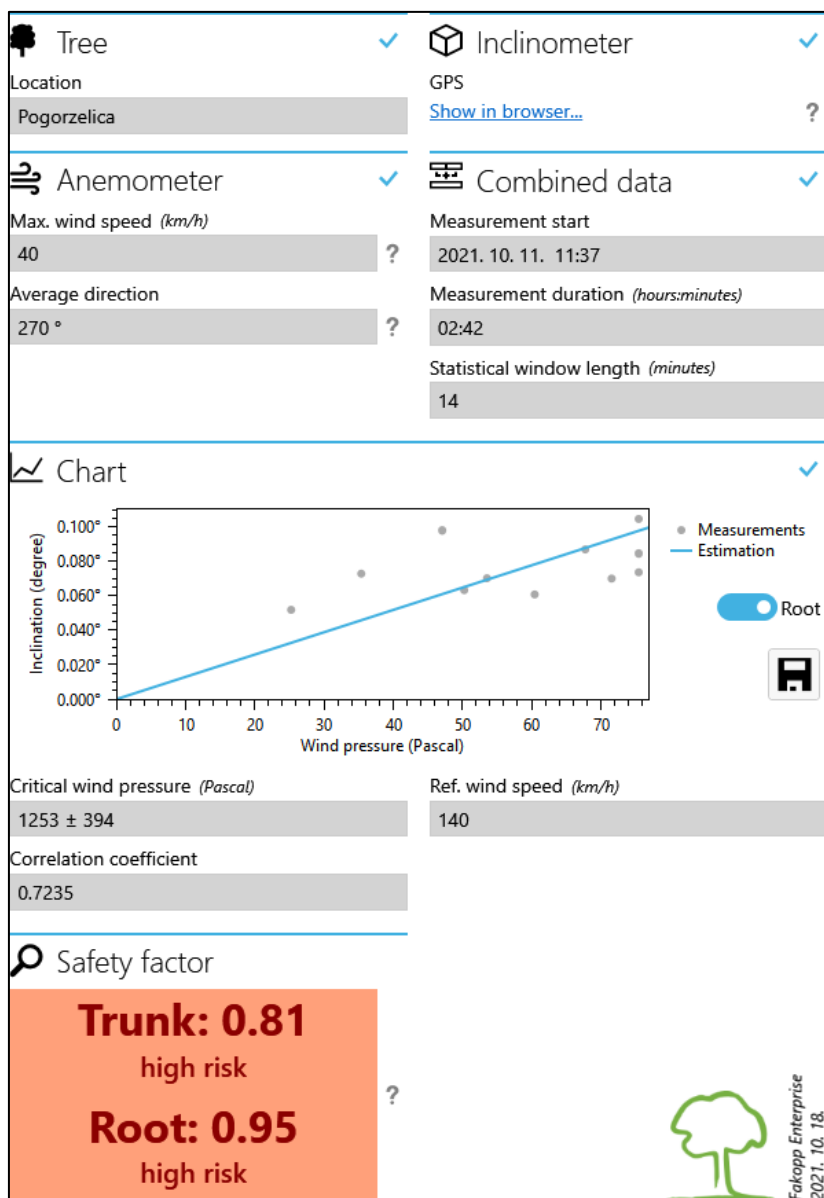 Tree
Location
Pogorzelica
Inclinometer
GPS
Show in browser...
?
Anemometer
Max. wind speed (km/h)
40
?
Average direction
270 °
?
Combined data
Measurement start
2021. 10. 11.  11:37
Measurement duration (hours:minutes)
02:42
Statistical window length (minutes)
14
Chart
Inclination (degree)
0.100°
0.080°
0.060°
0.040°
0.020°
0.000°
0 10 20 30 40 50 60 70
Wind pressure (Pascal)
Measurements
Estimation
Root
Critical wind pressure (Pascal)
1253 ± 394
Ref. wind speed (km/h)
140
Correlation coefficient
0.7235
Safety factor
Trunk: 0.81
high risk
Root: 0.95
high risk
?
Fakopp Enterprise
2021. 10. 18.